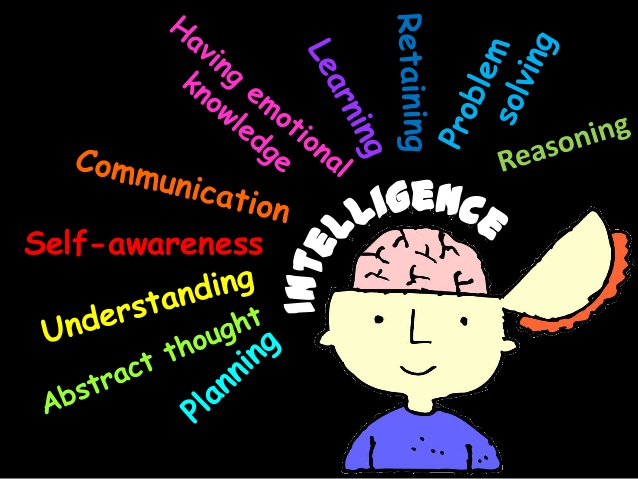 Having emotional
knowledge
Learning
Retaining
Problem
solving
Reasoning
Communication
Self-awareness
Understanding
Abstract thought
Planning
INTELLIGENCE